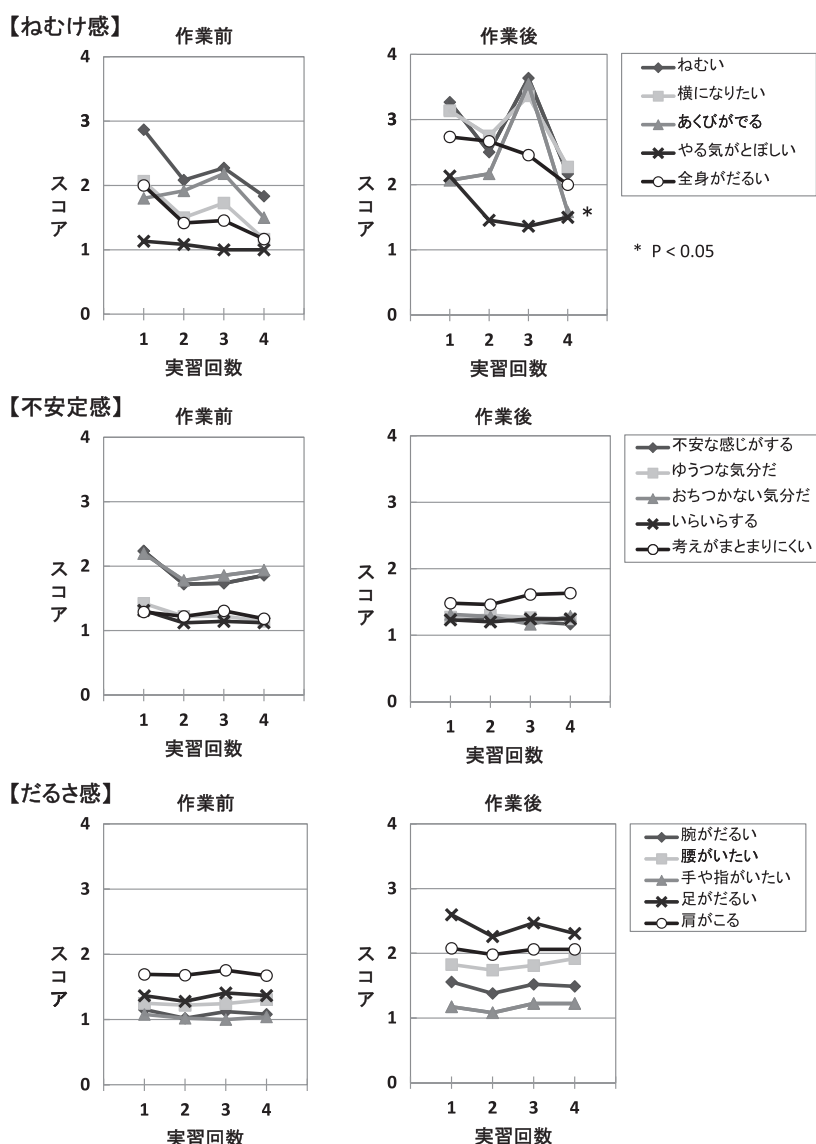 【ねむけ感】
作業前
4
3
2
1
0
スコア
1 2 3 4
実習回数
作業後
4
3
2
1
0
スコア
1 2 3 4
実習回数
*
ねむい
横になりたい
あくびがでる
やる気がとぼしい
全身がだるい
* P < 0.05
【不安定感】
作業前
4
3
2
1
0
スコア
1 2 3 4
実習回数
作業後
4
3
2
1
0
スコア
1 2 3 4
実習回数
不安な感じがする
ゆうつな気分だ
おちつかない気分だ
いらいらする
考えがまとまりにくい
【だるさ感】
作業前
4
3
2
1
0
スコア
1 2 3 4
実習回数
作業後
4
3
2
1
0
スコア
1 2 3 4
実習回数
腕がだるい
腰がいたい
手や指がいたい
足がだるい
肩がこる